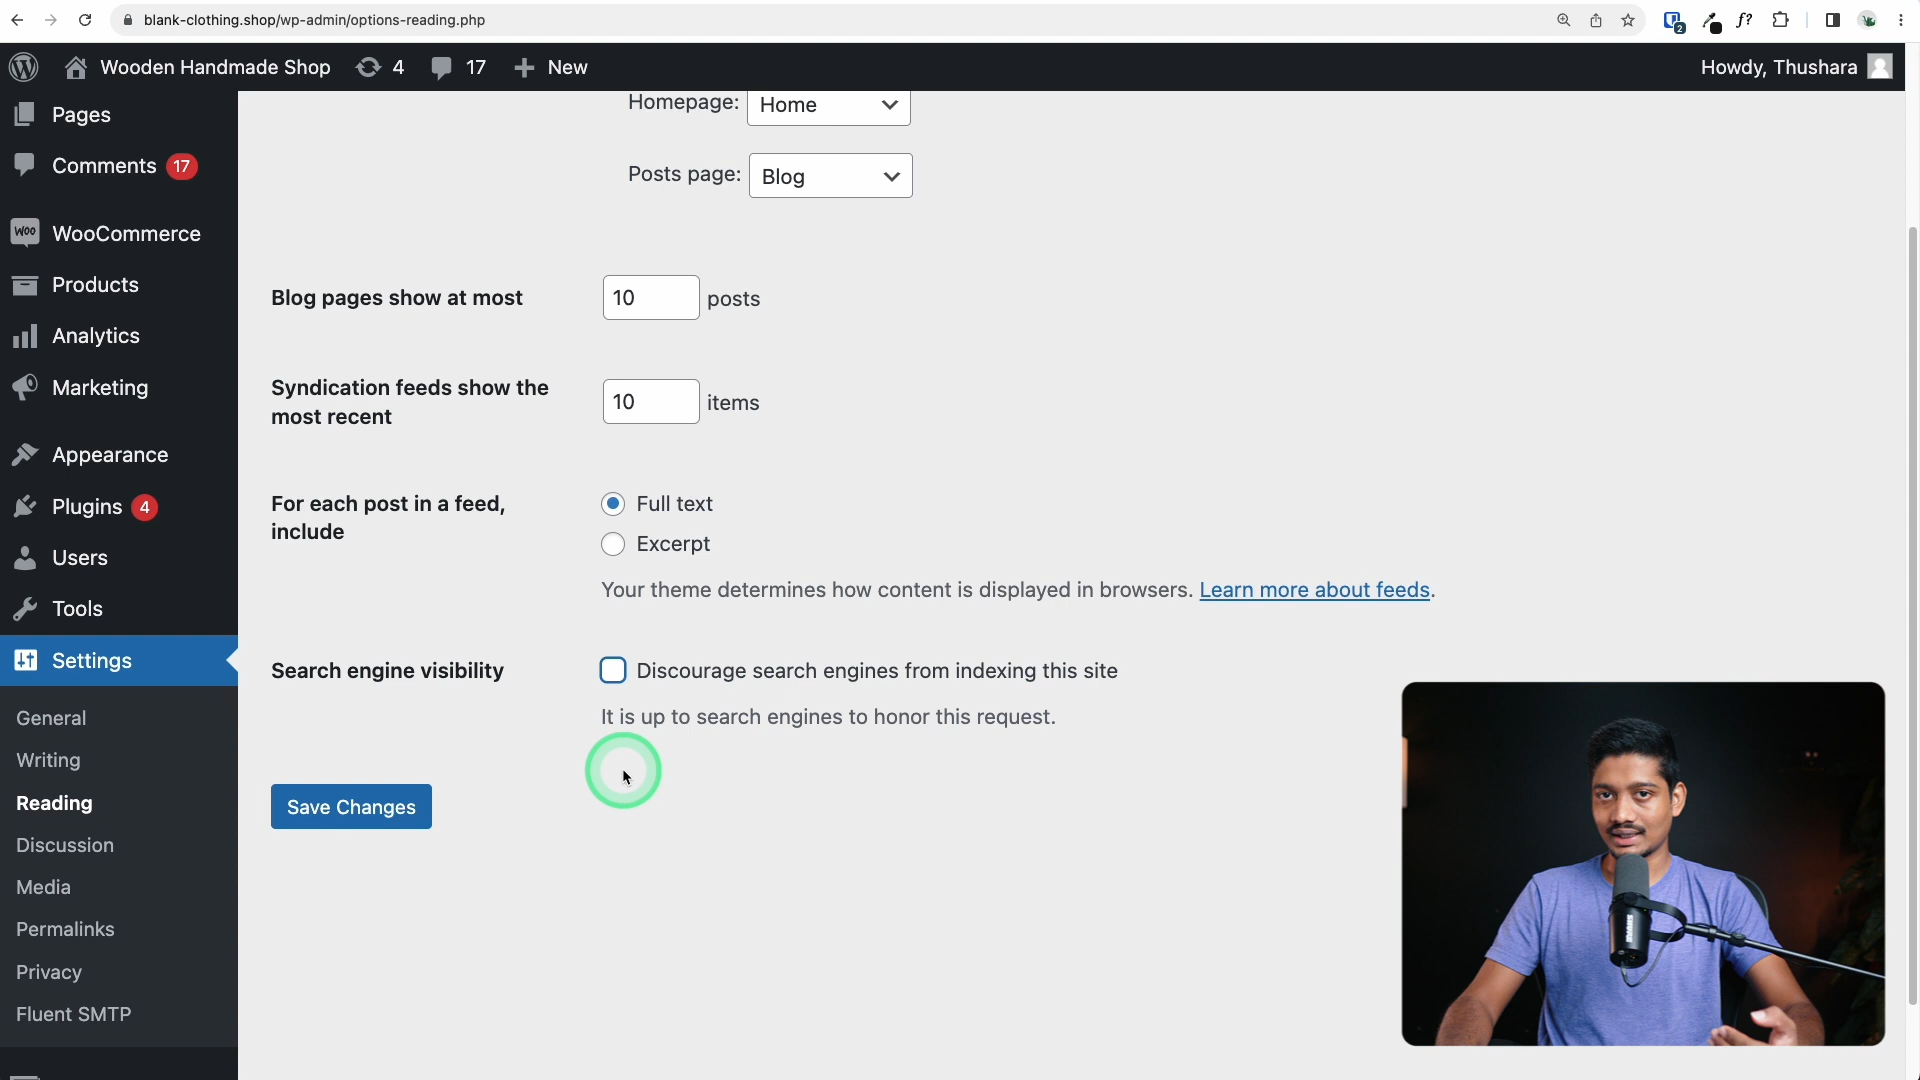 blank-clothing.shop/wp-admin/options-reading.php
2
f?
Wooden Handmade Shop
4
17
New
Howdy, Thushara
Pages
Comments 17
WOO WooCommerce
Products
Analytics
Marketing
Appearance
Plugins 4
Users
Tools
Settings
General
Writing
Reading
Discussion
Media
Permalinks
Privacy
Fluent SMTP
Homepage: Home
Posts page: Blog
Blog pages show at most 10 posts
Syndication feeds show the
most recent
10 items
For each post in a feed,
include
Full text
Excerpt
Your theme determines how content is displayed in browsers. Learn more about feeds.
Search engine visibility
Discourage search engines from indexing this site
It is up to search engines to honor this request.
Save Changes
SHURE